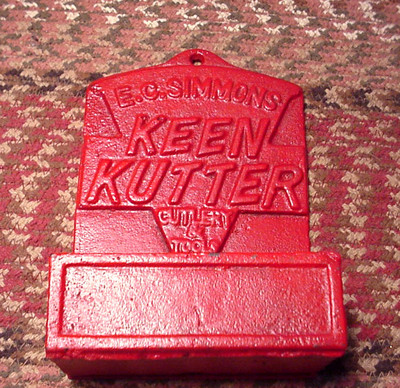 E.C. SIMMONS
KEEN
KUTTER
CUTLERY
&
TOOLS